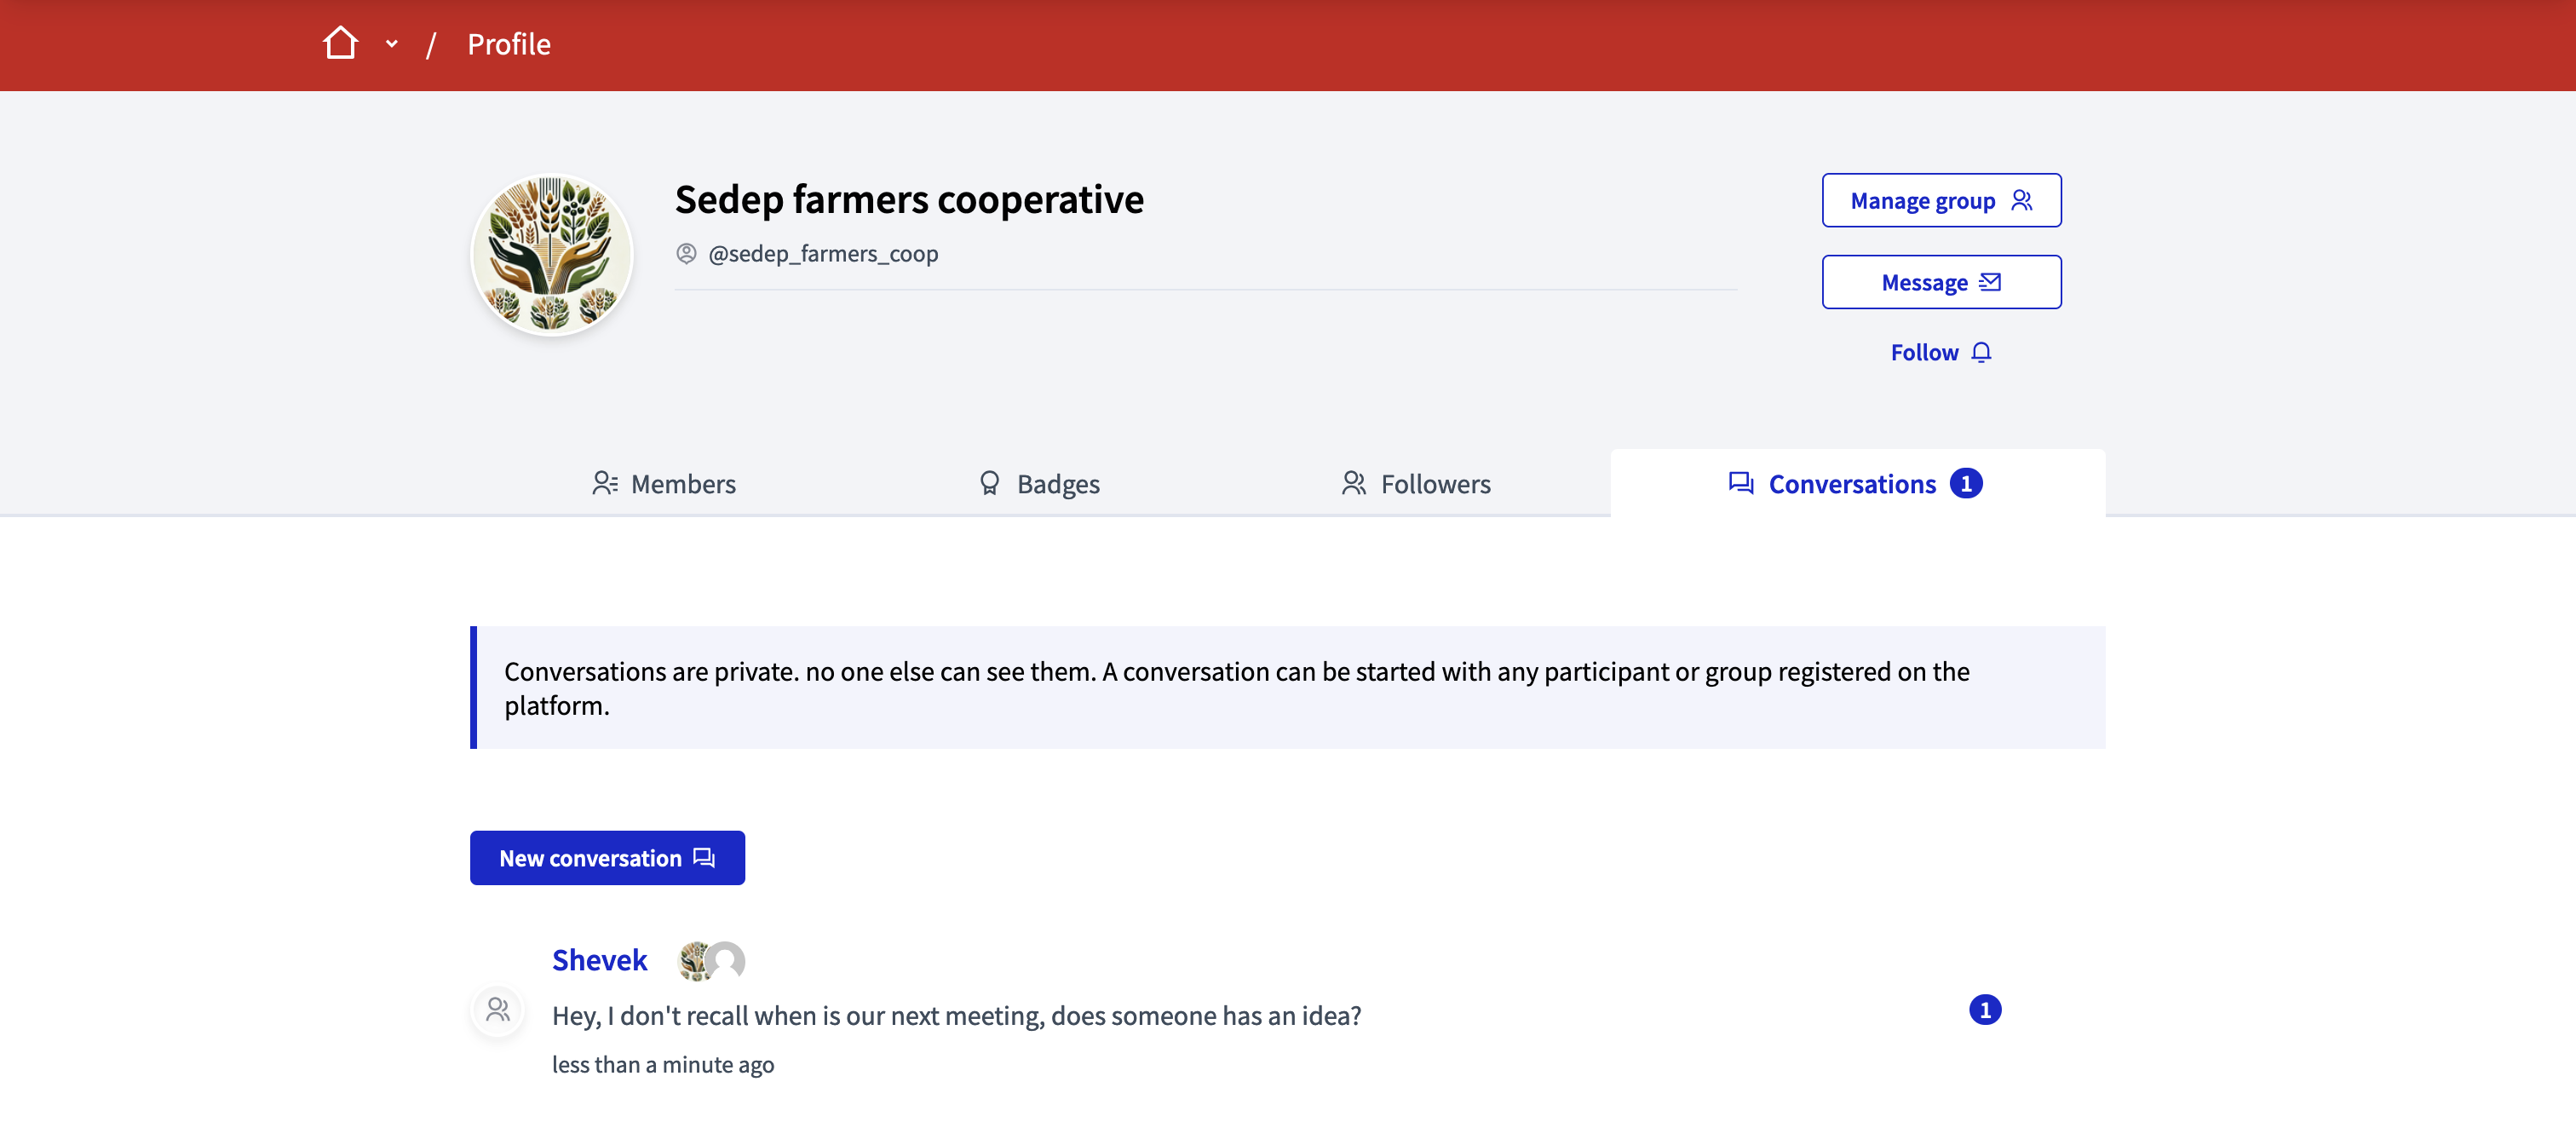 / Profile
Sedep farmers cooperative
@sedep_farmers_coop
Manage group
Message
Follow
Members
Badges
Followers
Conversations 1
Conversations are private. no one else can see them. A conversation can be started with any participant or group registered on the
platform.
New conversation
Shevek
Hey, I don't recall when is our next meeting, does someone has an idea?
1
less than a minute ago